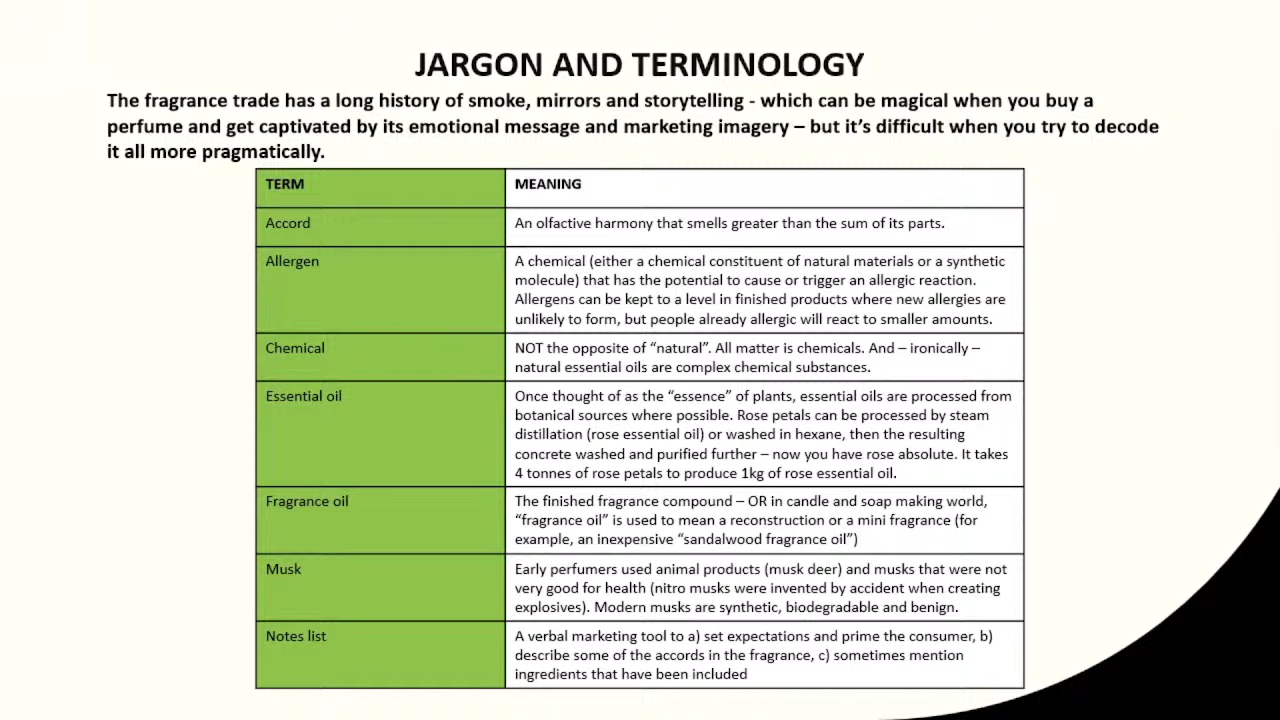 JARGON AND TERMINOLOGY
The fragrance trade has a long history of smoke, mirrors and storytelling - which can be magical when you buy a
perfume and get captivated by its emotional message and marketing imagery – but it's difficult when you try to decode
it all more pragmatically.
TERM
MEANING
Accord
An olfactive harmony that smells greater than the sum of its parts.
Allergen
A chemical (either a chemical constituent of natural materials or a synthetic
molecule) that has the potential to cause or trigger an allergic reaction.
Allergens can be kept to a level in finished products where new allergies are
unlikely to form, but people already allergic will react to smaller amounts.
Chemical
NOT the opposite of “natural”. All matter is chemicals. And – ironically –
natural essential oils are complex chemical substances.
Essential oil
Once thought of as the “essence” of plants, essential oils are processed from
botanical sources where possible. Rose petals can be processed by steam
distillation (rose essential oil) or washed in hexane, then the resulting
concrete washed and purified further – now you have rose absolute. It takes
4 tonnes of rose petals to produce 1kg of rose essential oil.
Fragrance oil
The finished fragrance compound – OR in candle and soap making world,
“fragrance oil” is used to mean a reconstruction or a mini fragrance (for
example, an inexpensive “sandalwood fragrance oil”)
Musk
Early perfumers used animal products (musk deer) and musks that were not
very good for health (nitro musks were invented by accident when creating
explosives). Modern musks are synthetic, biodegradable and benign.
Notes list
A verbal marketing tool to a) set expectations and prime the consumer, b)
describe some of the accords in the fragrance, c) sometimes mention
ingredients that have been included